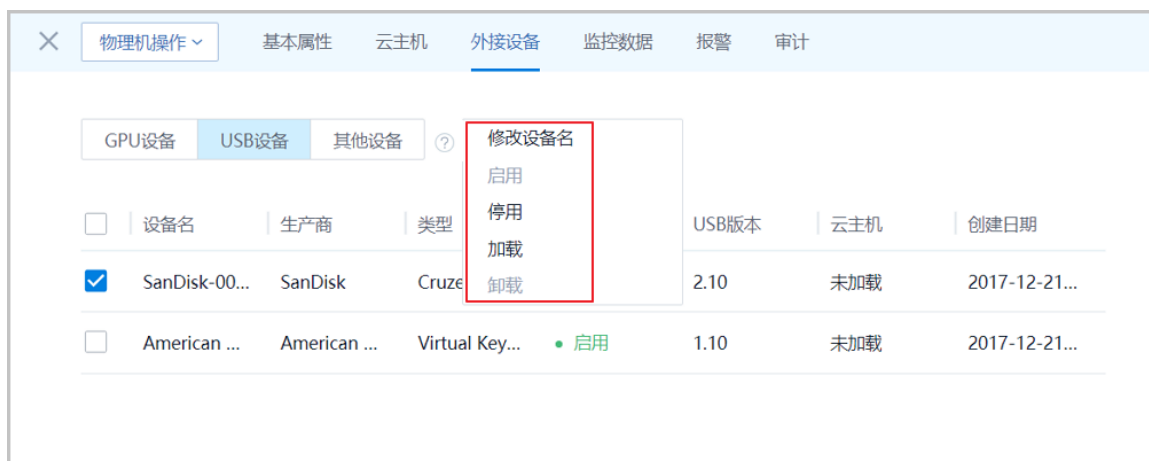 物理机操作 基本属性 云主机 外接设备 监控数据 报警 审计
GPU设备 USB设备 其他设备 ?
修改设备名
启用
停用
加载
卸载
设备名 生产商 类型 USB版本 云主机 创建日期
SanDisk-00... SanDisk Cruze 2.10 未加载 2017-12-21...
American ... American ... Virtual Key... 启用 1.10 未加载 2017-12-21...